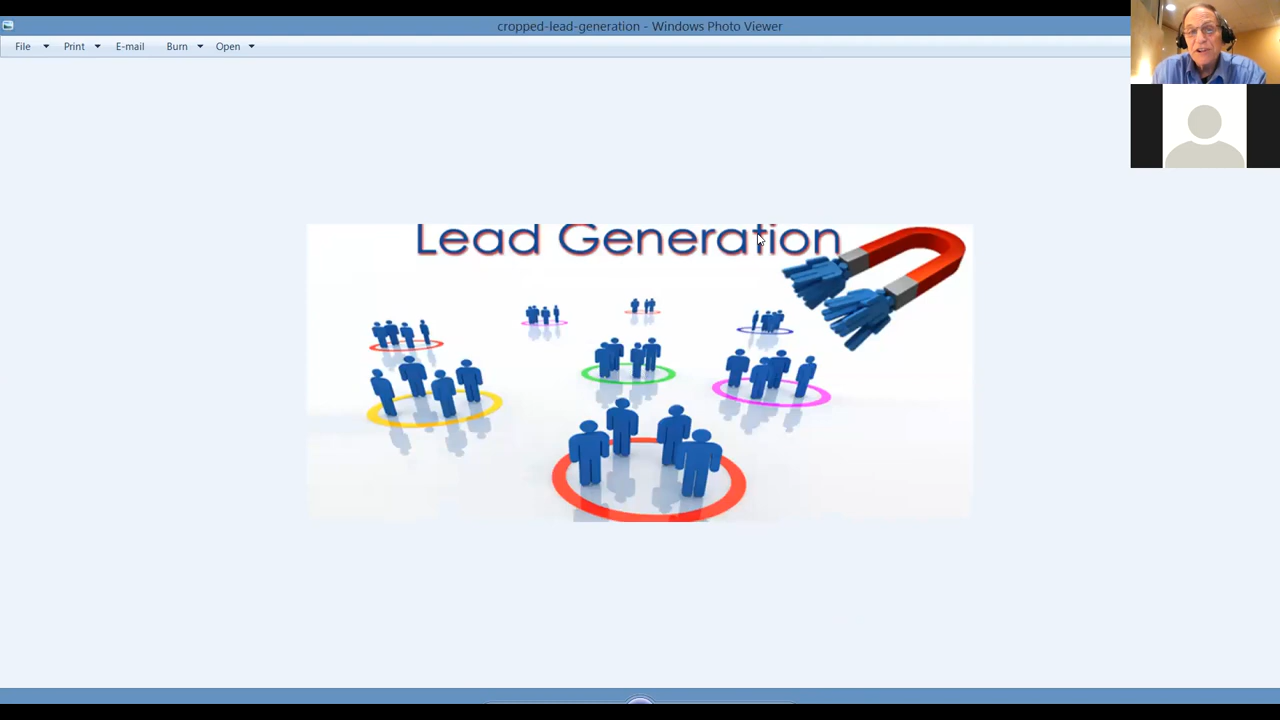 cropped-lead-generation - Windows Photo Viewer
File Print E-mail Burn Open
Lead Generation